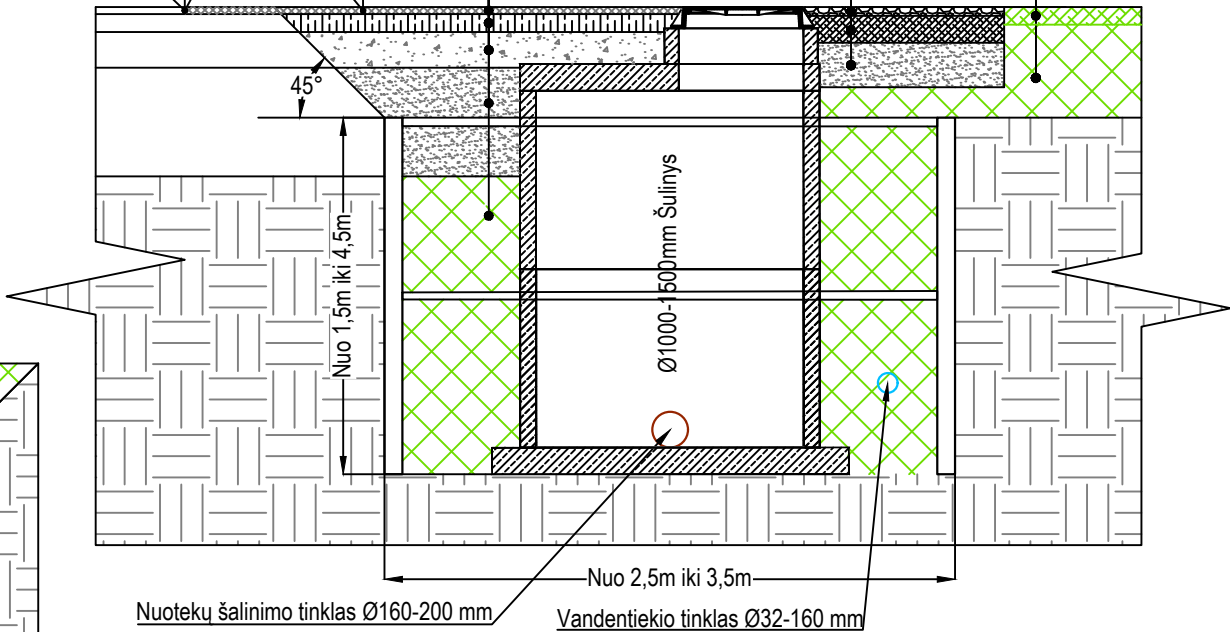 45°
Nuo 1,5m iki 4,5m
Ø1000-1500mm Šulinys
Nuo 2,5m iki 3,5m
Nuotekų šalinimo tinklas Ø160-200 mm
Vandentiekio tinklas Ø32-160 mm